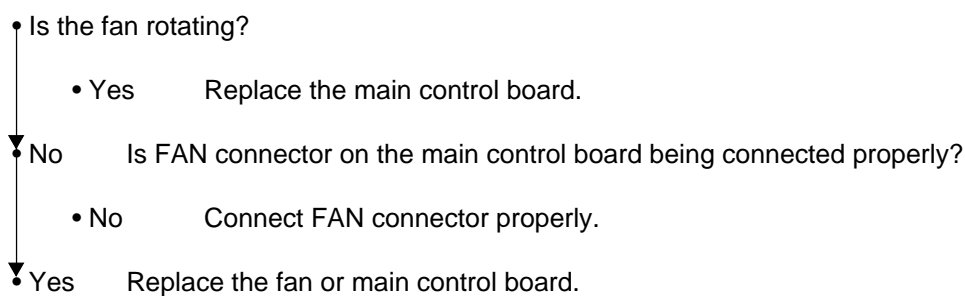 • Is the fan rotating?
• Yes Replace the main control board.
• No Is FAN connector on the main control board being connected properly?
• No Connect FAN connector properly.
• Yes Replace the fan or main control board.